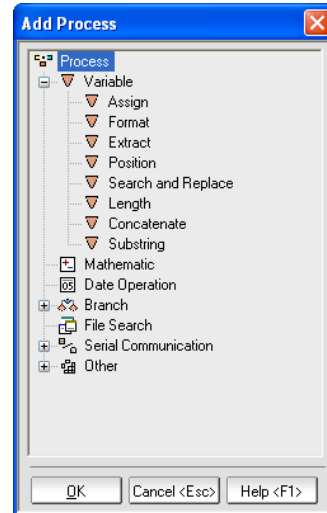 Add Process
Process
Variable
Assign
Format
Extract
Position
Search and Replace
Length
Concatenate
Substring
Mathematic
05 Date Operation
Branch
File Search
Serial Communication
Other
OK Cancel <Esc> Help <F1>